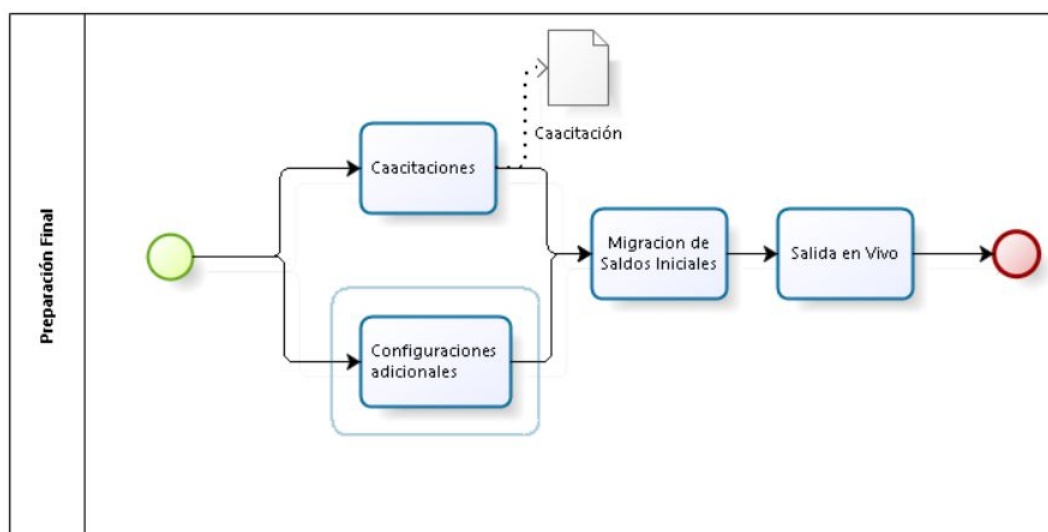 Preparación Final
Caacitación
Caacitaciones
Migracion de
Saldos Iniciales
Salida en Vivo
Configuraciones
adicionales